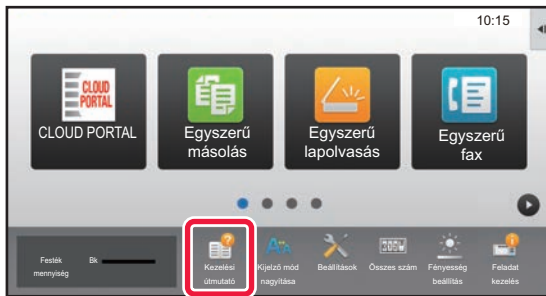 10:15
CLOUD
PORTAL
CLOUD PORTAL
Egyszerű
másolás
Egyszerű
lapolvasás
Egyszerű
fax
Festék
mennyiség
Bk
Kezelési
útmutató
Kijelző mód
nagyítása
Beállítások
Összes szám
Fényesség
beállítás
Feladat
kezelés